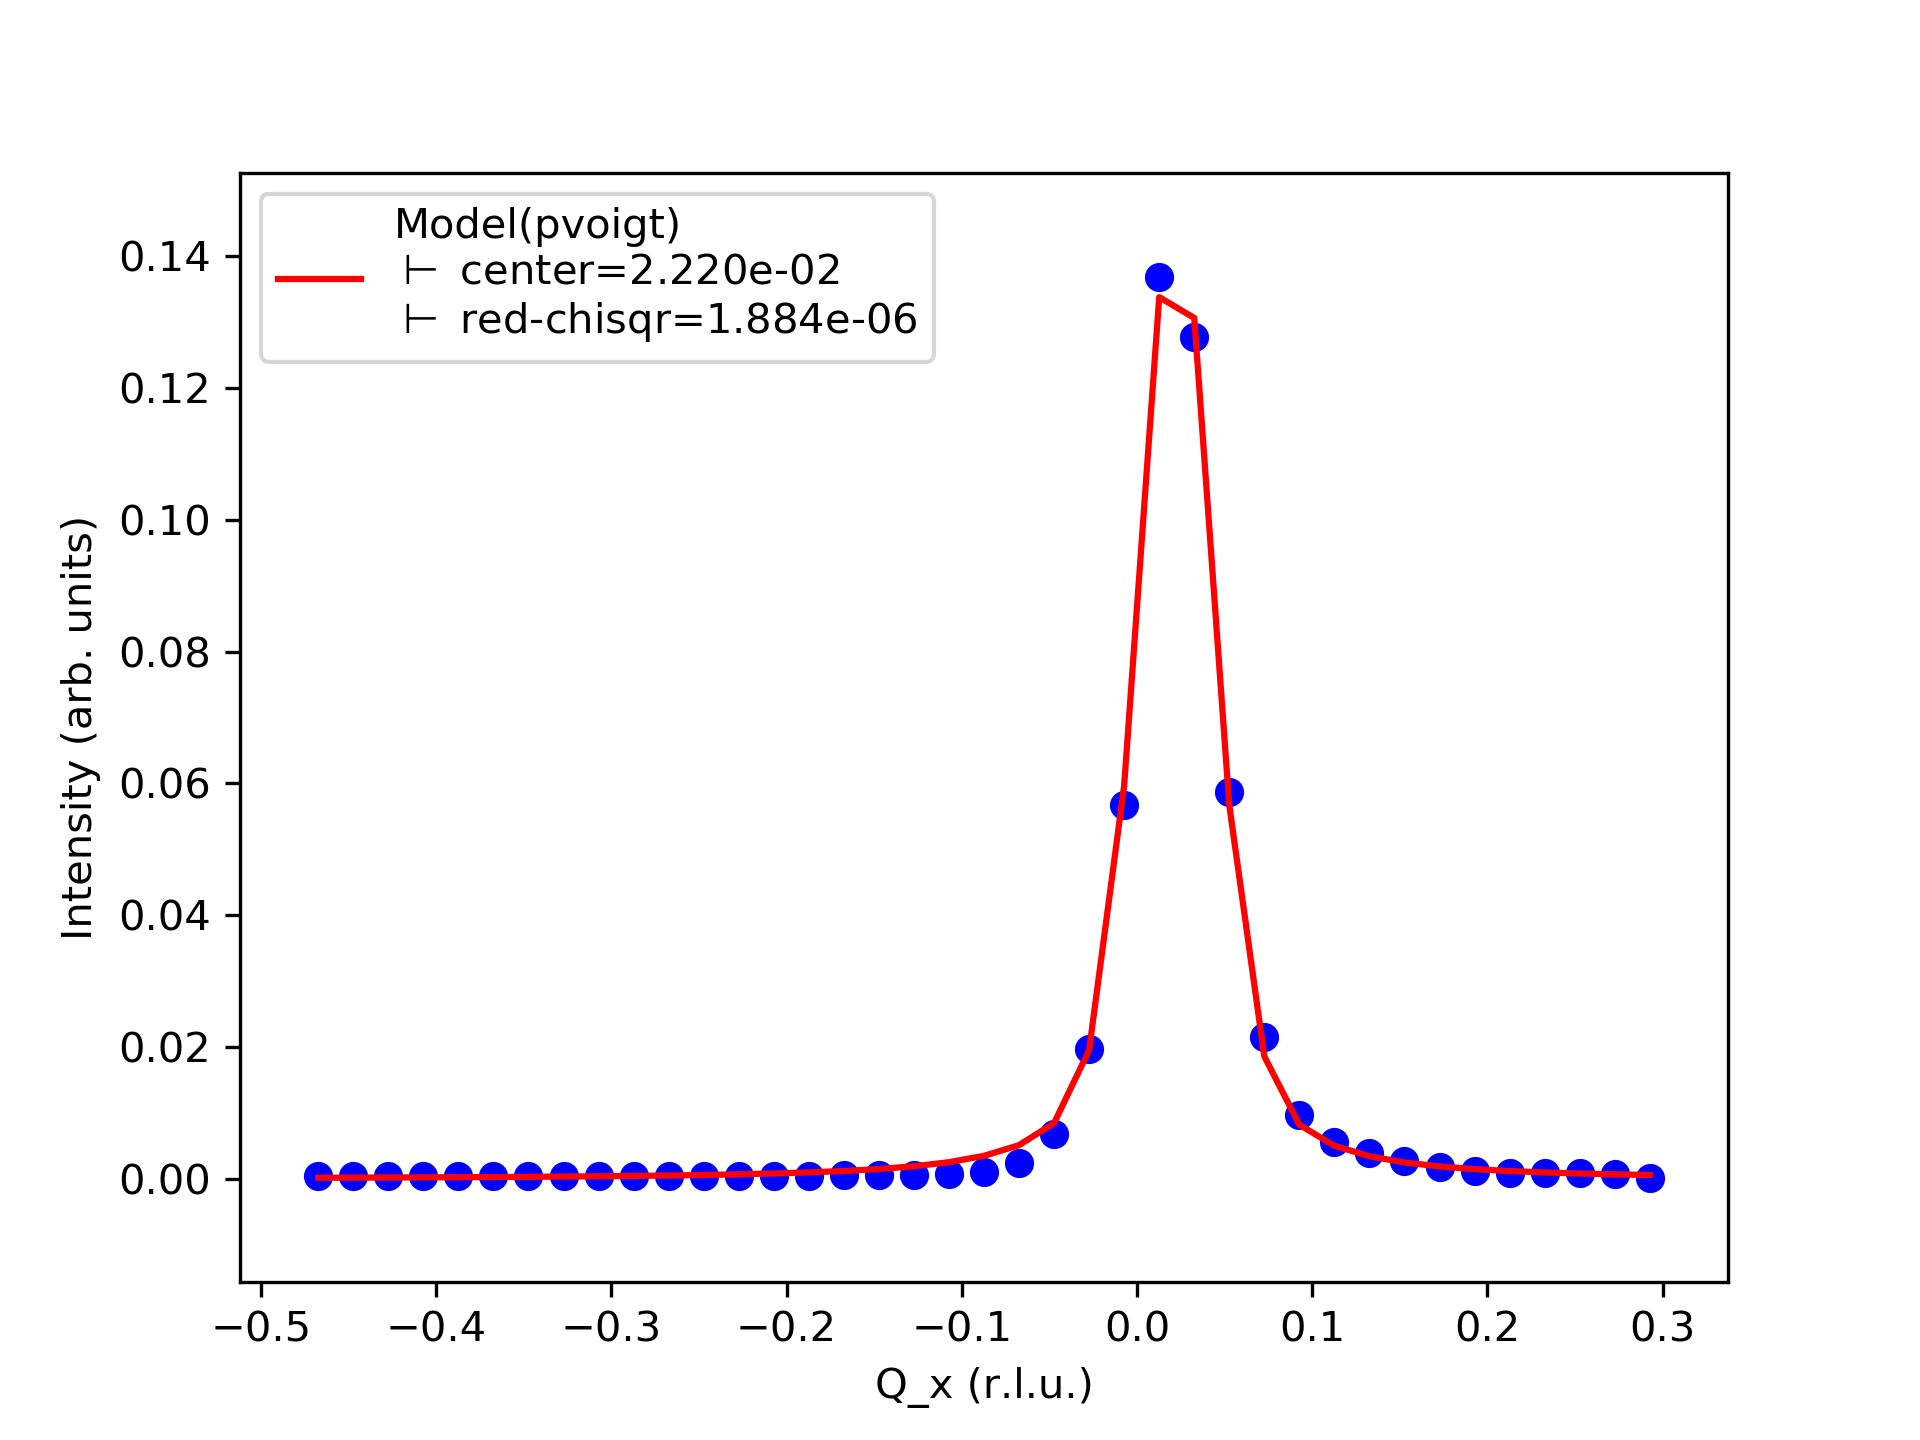 Model(pvoigt)
⊢ center=2.220e-02
⊢ red-chisqr=1.884e-06
0.14
0.12
0.10
0.08
0.06
0.04
0.02
0.00
Intensity (arb. units)
−0.5 −0.4 −0.3 −0.2 −0.1 0.0 0.1 0.2 0.3
Q_x (r.l.u.)